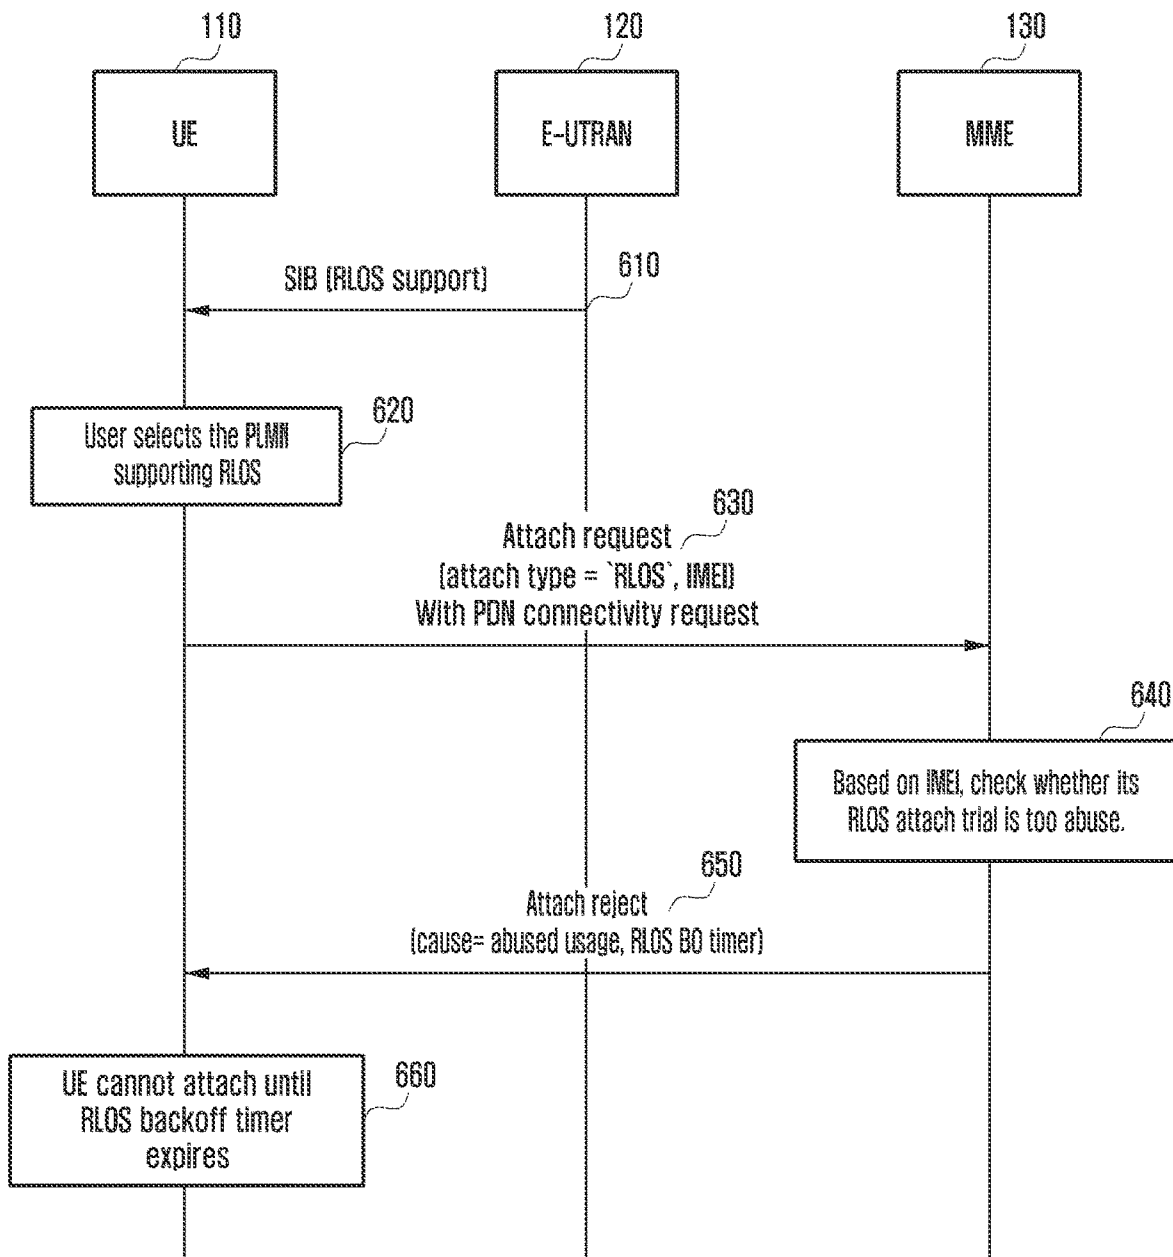 110
120
130
UE
E-UTRAN
MME
SIB (RLOS support)
610
User selects the PLMN
supporting RLOS
620
630
Attach request
(attach type = `RLOS`, IMEI)
With PDN connectivity request
640
Based on IMEI, check whether its
RLOS attach trial is too abuse.
650
Attach reject
(cause= abused usage, RLOS BO timer)
UE cannot attach until
RLOS backoff timer
expires
660